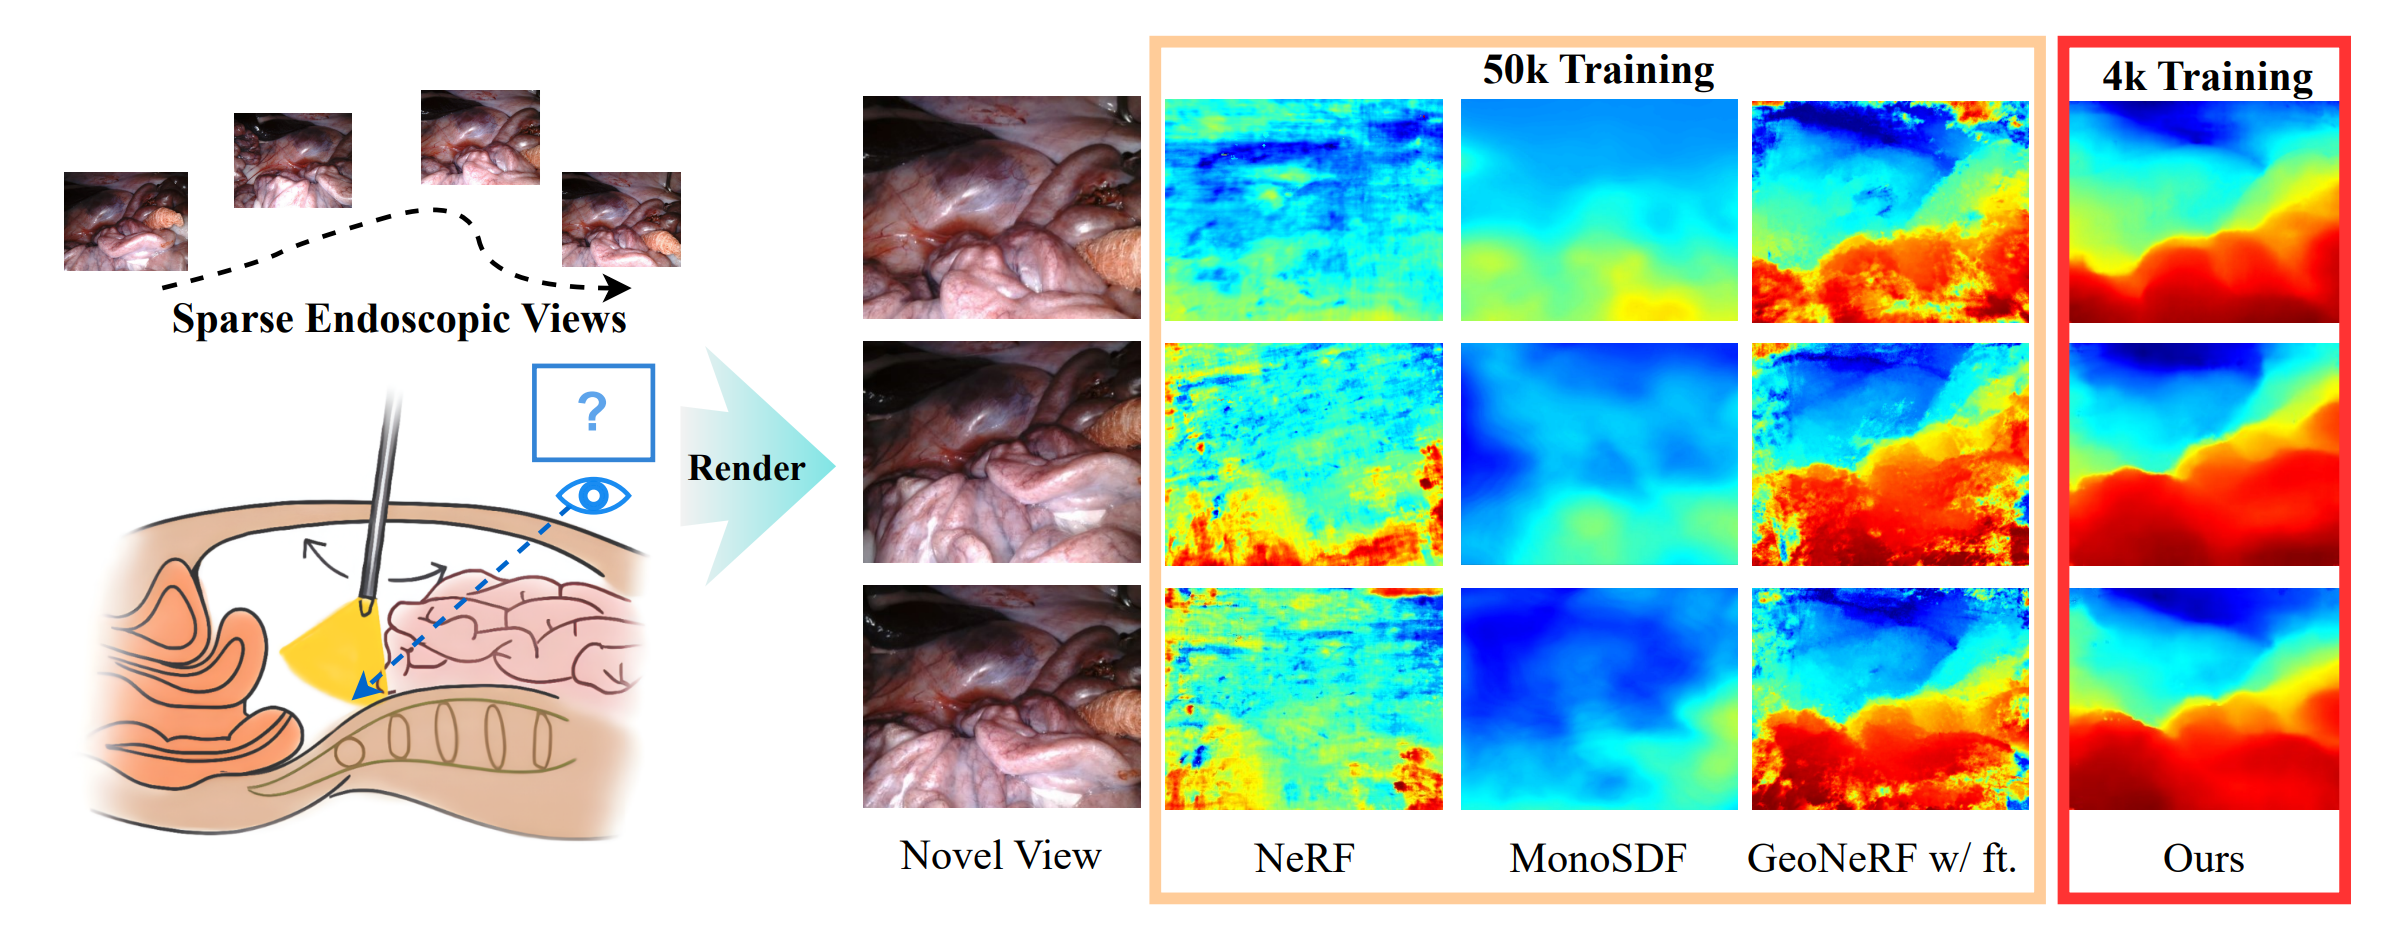 Sparse Endoscopic Views
?
Render
50k Training
4k Training
Novel View
NeRF
MonoSDF
GeoNeRF w/ ft.
Ours